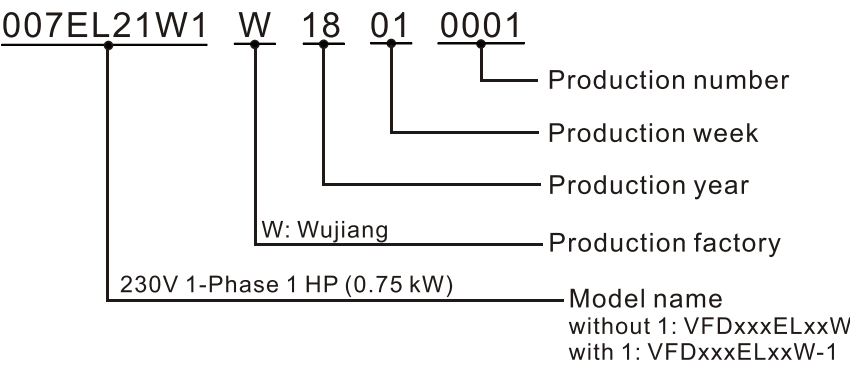 007EL21W1 W 18 01 0001
Production number
Production week
Production year
W: Wujiang
Production factory
230V 1-Phase 1 HP (0.75 kW)
Model name
without 1: VFDxxxELxxW
with 1: VFDxxxELxxW-1